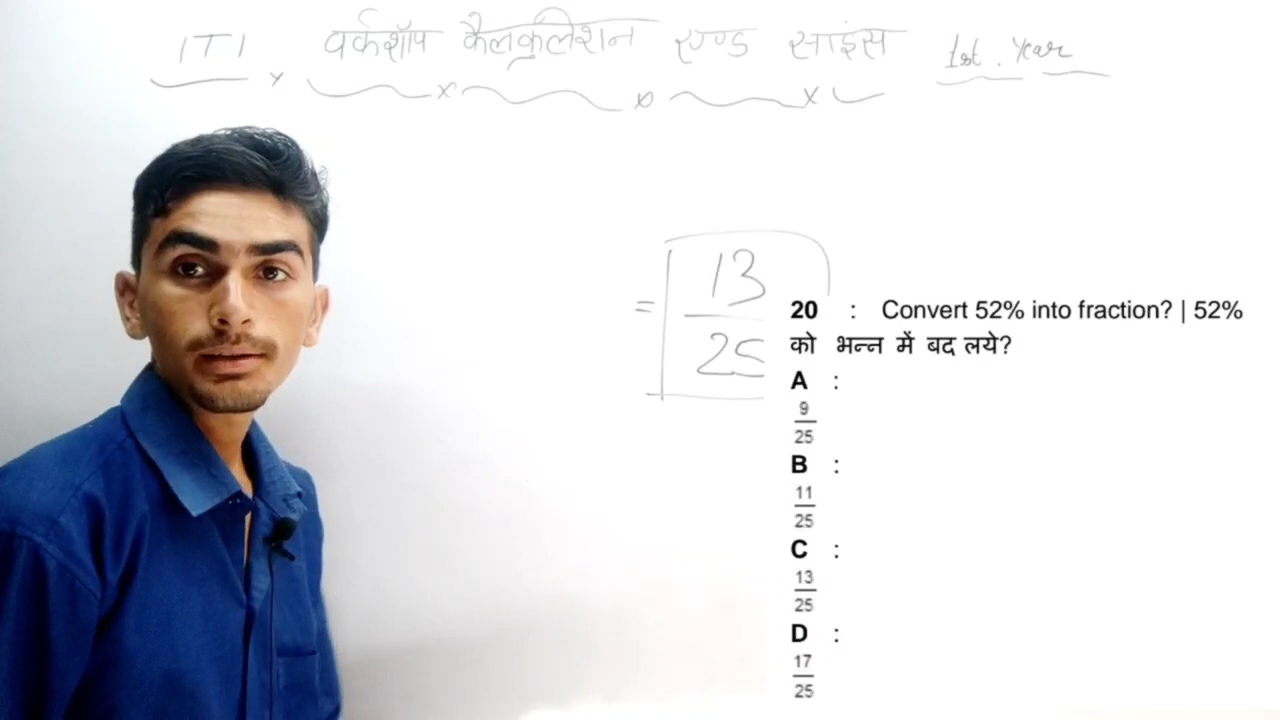 ITI वर्कशॉप कैलकुलेशन एण्ड साइंस 1st. Year
= 13
25
20 : Convert 52% into fraction? | 52%
को भन्न में बद लये?
A :
9
25
B :
11
25
C :
13
25
D :
17
25